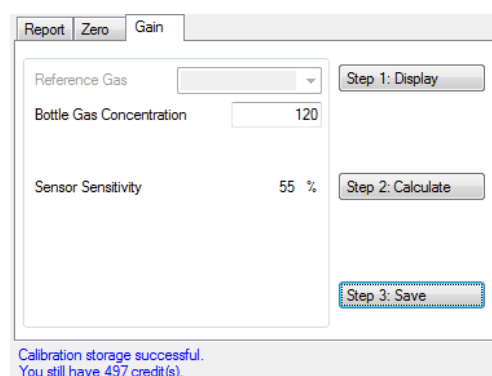 Report Zero Gain
Reference Gas Step 1: Display
Bottle Gas Concentration 120
Sensor Sensitivity 55 % Step 2: Calculate
Step 3: Save
Calibration storage successful.
You still have 497 credit(s).